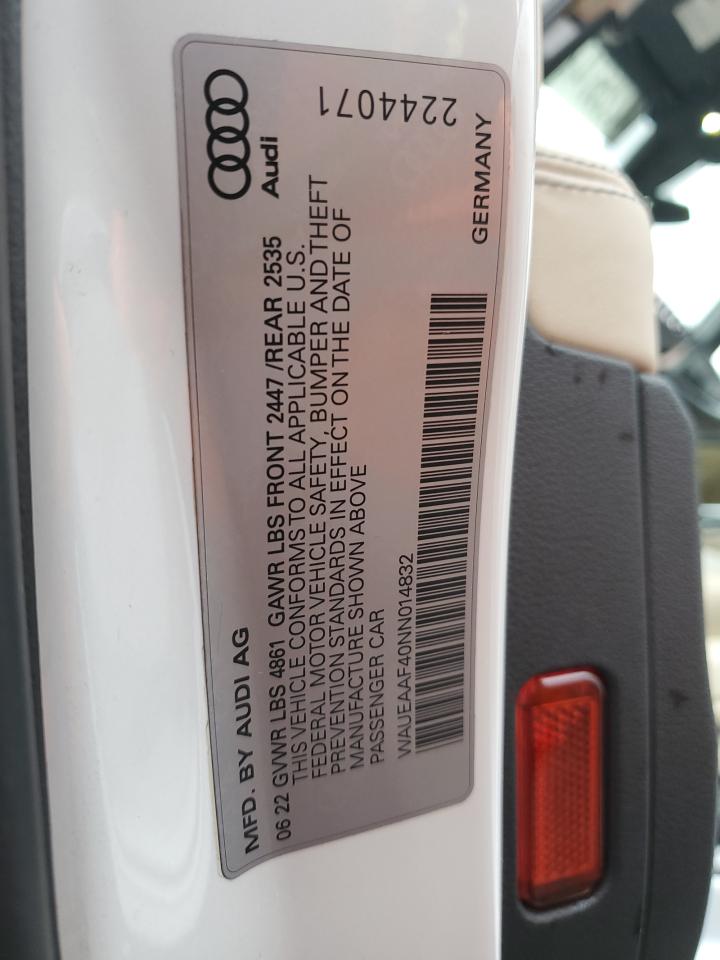 MFD. BY AUDI AG
Audi
06 22 GVWR LBS 4861 GAWR LBS FRONT 2447 /REAR 2535
THIS VEHICLE CONFORMS TO ALL APPLICABLE U.S.
FEDERAL MOTOR VEHICLE SAFETY, BUMPER AND THEFT
PREVENTION STANDARDS IN EFFECT ON THE DATE OF
MANUFACTURE SHOWN ABOVE
PASSENGER CAR
WAUEAAF40NN014832
GERMANY
2244071